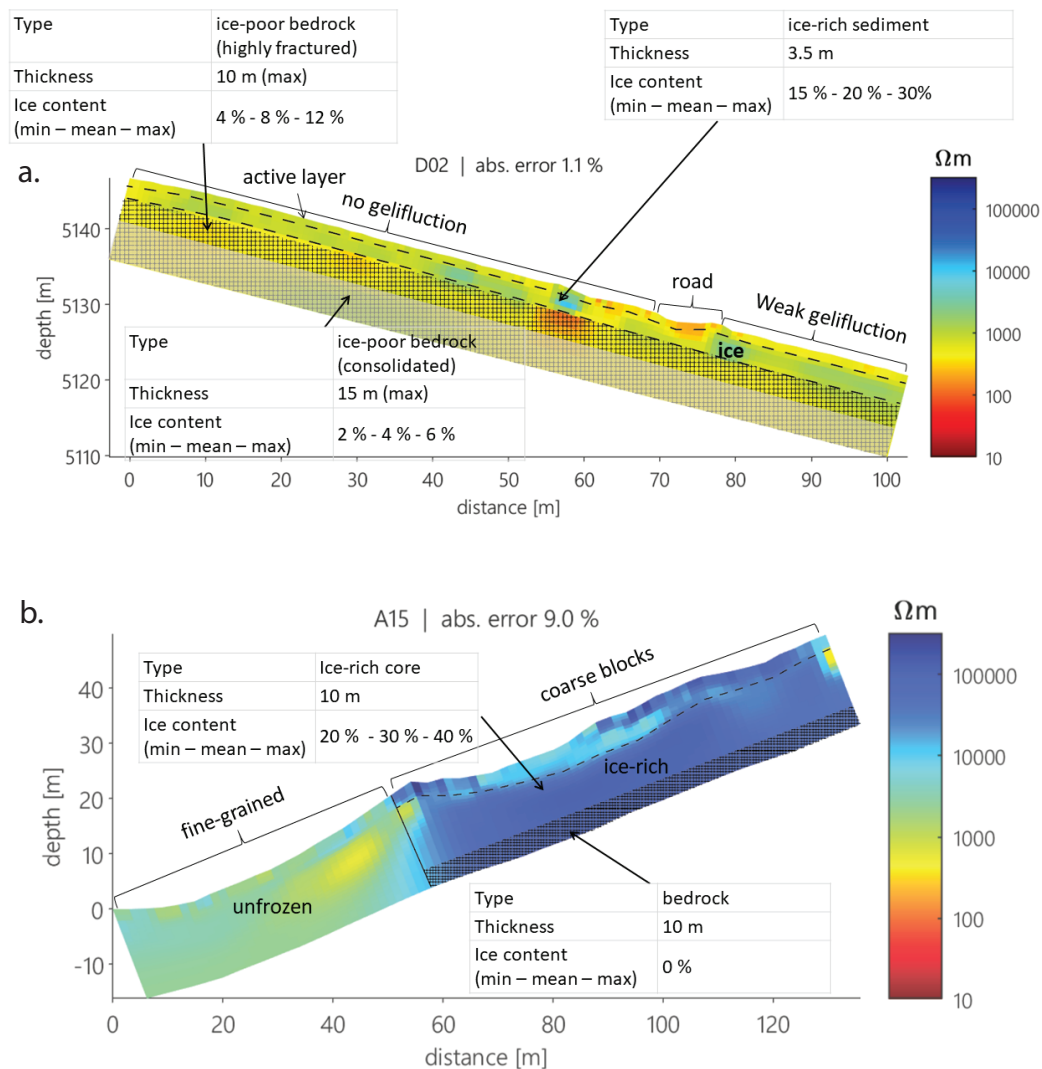 Type ice-poor bedrock
(highly fractured)
Thickness 10 m (max)
Ice content
(min – mean – max) 4 % - 8 % - 12 %
Type ice-rich sediment
Thickness 3.5 m
Ice content
(min – mean – max) 15 % - 20 % - 30%
a.
D02 | abs. error 1.1 %
active layer
no gelifluction
road
Weak gelifluction
ice
Type ice-poor bedrock
(consolidated)
Thickness 15 m (max)
Ice content
(min – mean – max) 2 % - 4 % - 6 %
depth [m]
5140
5130
5120
5110
0 10 20 30 40 50 60 70 80 90 100
distance [m]
Ωm
100000
10000
1000
100
10
b.
A15 | abs. error 9.0 %
Type Ice-rich core
Thickness 10 m
Ice content
(min – mean – max) 20 % - 30 % - 40 %
coarse blocks
ice-rich
fine-grained
unfrozen
Type bedrock
Thickness 10 m
Ice content
(min – mean – max) 0 %
depth [m]
40
30
20
10
0
-10
0 20 40 60 80 100 120
distance [m]
Ωm
100000
10000
1000
100
10